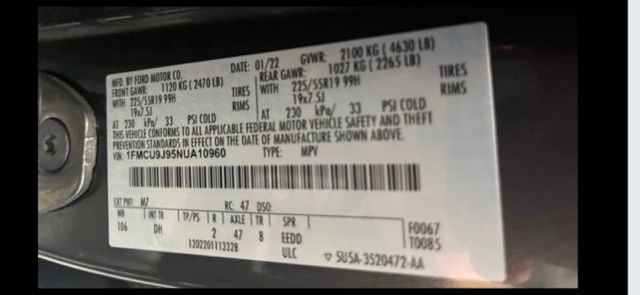 MFD. BY FORD MOTOR CO.
DATE: 01/22 GVWR: 2100 KG ( 4630 LB)
FRONT GAWR: 1120 KG ( 2470 LB) REAR GAWR: 1027 KG ( 2265 LB)
WITH 225/55R19 99H TIRES WITH 225/55R19 99H TIRES
19x7.5J RIMS 19x7.5J RIMS
AT 230 kPa/ 33 PSI COLD AT 230 kPa/ 33 PSI COLD
THIS VEHICLE CONFORMS TO ALL APPLICABLE FEDERAL MOTOR VEHICLE SAFETY AND THEFT
PREVENTION STANDARDS IN EFFECT ON THE DATE OF MANUFACTURE SHOWN ABOVE.
VIN: 1FMCU9J95NUA10960 TYPE: MPV
EXT PNT: M7 RC: 47 DSO:
WB INT TR TP/PS R AXLE TR SPR
106 DH 2 47 8 EEDD
F0067
T0085
1202201113328 ULC
5USA-3520472-AA